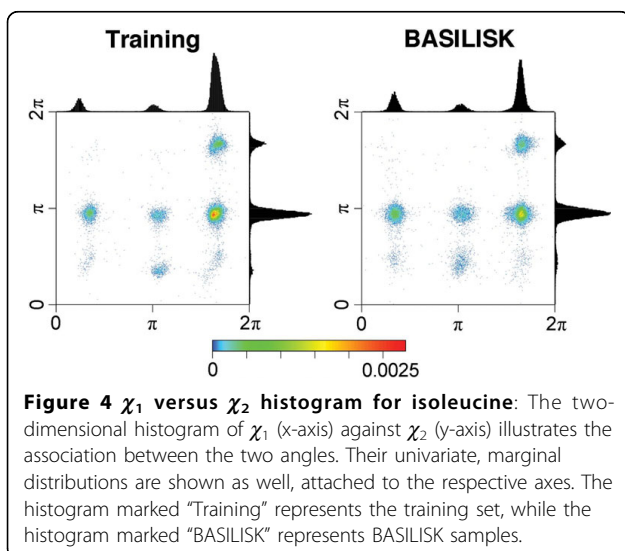 Training
BASILISK
2π
π
0
0
π
2π
2π
π
0
0
π
2π
0
0.0025
Figure 4 χ₁ versus χ₂ histogram for isoleucine: The two-
dimensional histogram of χ₁ (x-axis) against χ₂ (y-axis) illustrates the
association between the two angles. Their univariate, marginal
distributions are shown as well, attached to the respective axes. The
histogram marked “Training” represents the training set, while the
histogram marked “BASILISK” represents BASILISK samples.